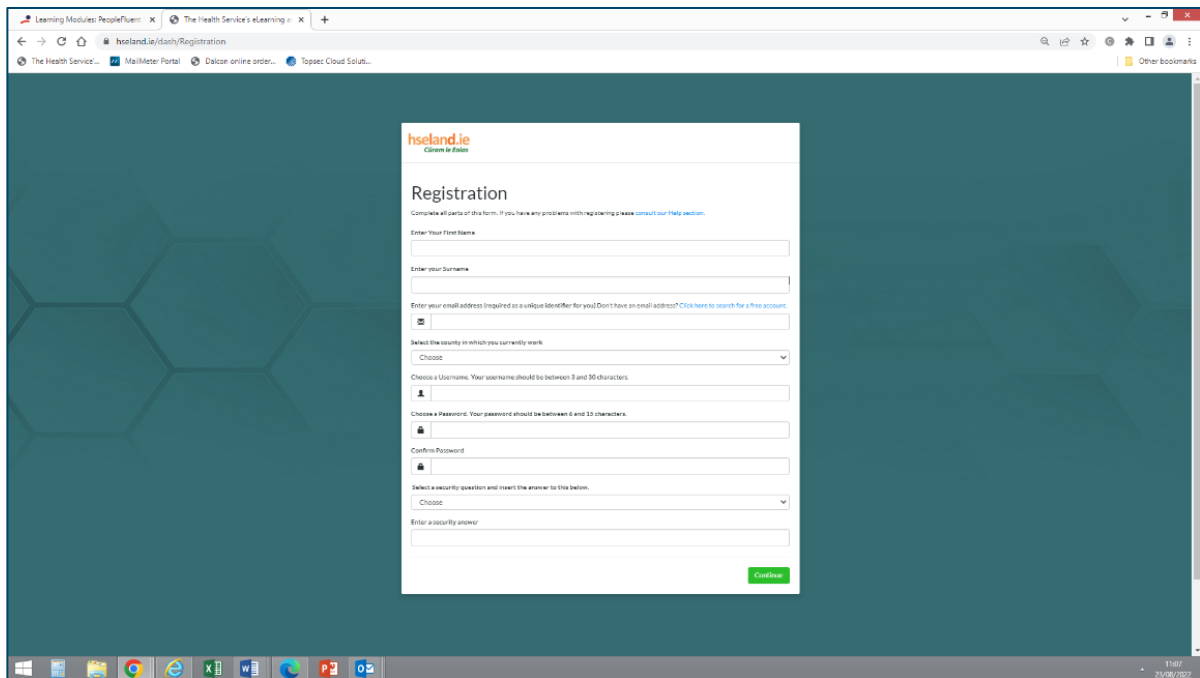 Learning Modules: PeopleFluent
The Health Service's eLearning a
hseland.ie/dash/Registration
The Health Service'...
MailMeter Portal
Dalcon online order...
Topsec Cloud Soluti...
Other bookmarks
hseland.ie
Cúram le Eolas
Registration
Complete all parts of this form. If you have any problems with registering please consult our Help section.
Enter Your First Name
Enter your Surname
Enter your email address (required as a unique identifier for you).Don't have an email address? Click here to search for a free account.
Select the county in which you currently work
Choose
Choose a Username. Your username should be between 3 and 30 characters.
Choose a Password. Your password should be between 6 and 15 characters.
Confirm Password
Select a security question and insert the answer to this below.
Choose
Enter a security answer
Continue
11:07
23/08/2022